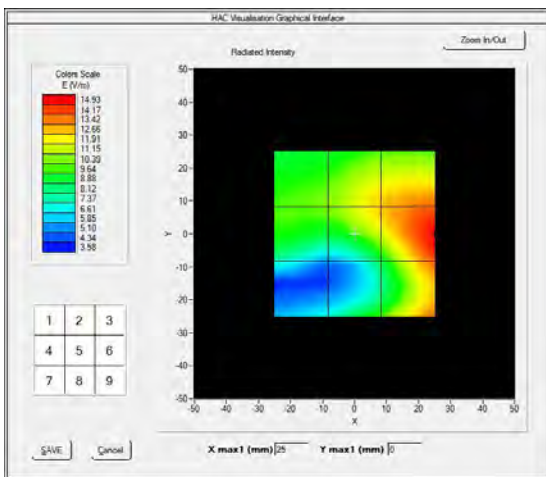 HAC Visualisation Graphical Interface
Zoom In/Out
Radiated Intensity
Colors Scale
E (V/m)
14.93
14.17
13.42
12.66
11.91
11.15
10.39
9.64
8.88
8.12
7.37
6.61
5.85
5.10
4.34
3.58
50
40
30
20
10
0
-10
-20
-30
-40
-50
Y
-50 -40 -30 -20 -10 0 10 20 30 40 50
X
1 2 3
4 5 6
7 8 9
SAVE Cancel X max1 (mm) 25 Y max1 (mm) 0